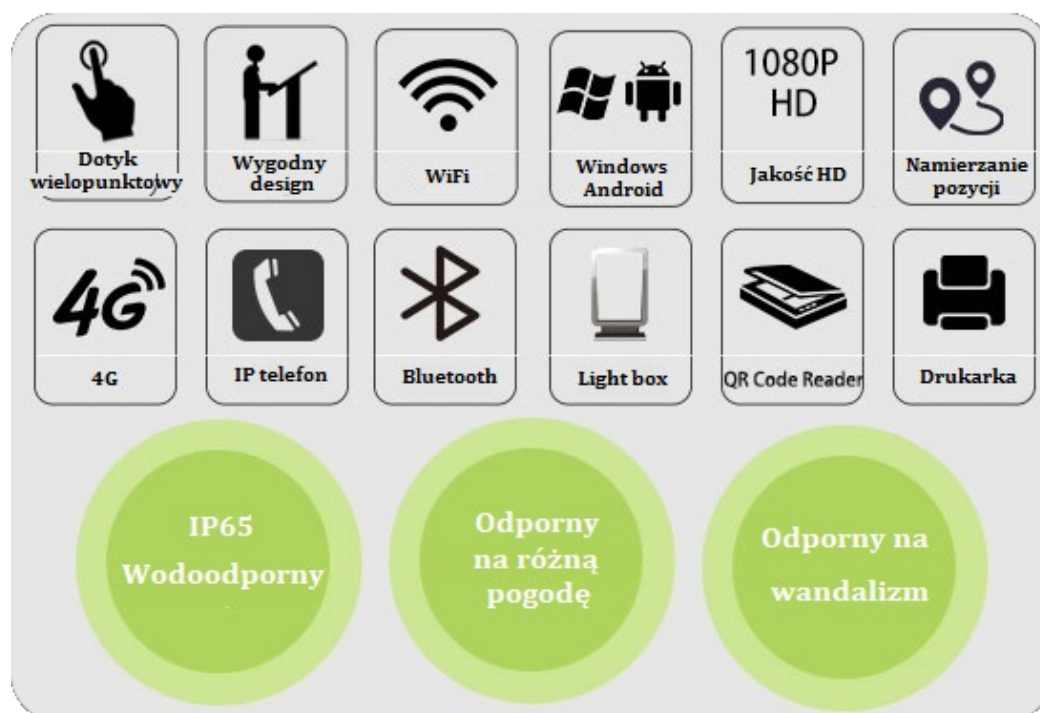 1080P
HD
Dotyk
wielopunktowy
Wygodny
design
WiFi
Windows
Android
Jakość HD
Namierzanie
pozycji
4G
4G
IP telefon
Bluetooth
Light box
QR Code Reader
Drukarka
IP65
Wodoodporny
Odporny
na różną
pogodę
Odporny na
wandalizm